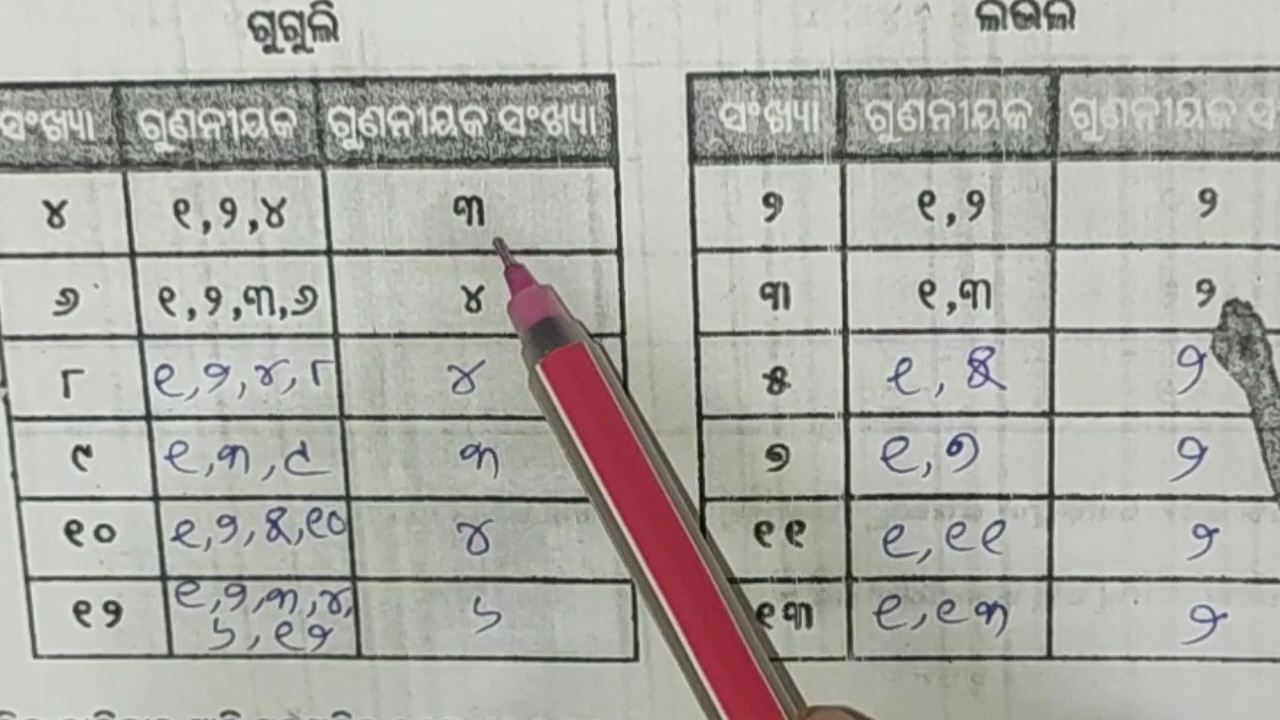 ଗୁଗୁଲି
ସଂଖ୍ୟା ଗୁଣନୀୟକ ଗୁଣନୀୟକ ସଂଖ୍ୟା
୪ ୧,୨,୪ ୩
୬ ୧,୨,୩,୬ ୪
୮ ୧,୨,୪,୮ ୪
୯ ୧,୩,୯ ୩
୧୦ ୧,୨,୫,୧୦ ୪
୧୨ ୧,୨,୩,୪,
୬,୧୨ ୬
ଲିଭାଲ
ସଂଖ୍ୟା ଗୁଣନୀୟକ ଗୁଣନୀୟକ
୨ ୧,୨ ୨
୩ ୧,୩ ୨
୫ ୧,୫ ୨
୭ ୧,୭ ୨
୧୧ ୧,୧୧ ୨
୧୩ ୧,୧୩ ୨